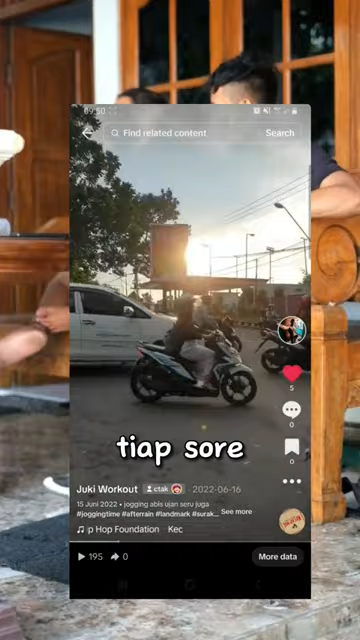 09:50
Find related content Search
5
0
0
tiap sore
Juki Workout ctak · 2022-06-16
15 Juni 2022 • jogging abis ujan seru juga
#joggingtime #afterrain #landmark #surak... See more
p Hop Foundation Kec
195 0 More data